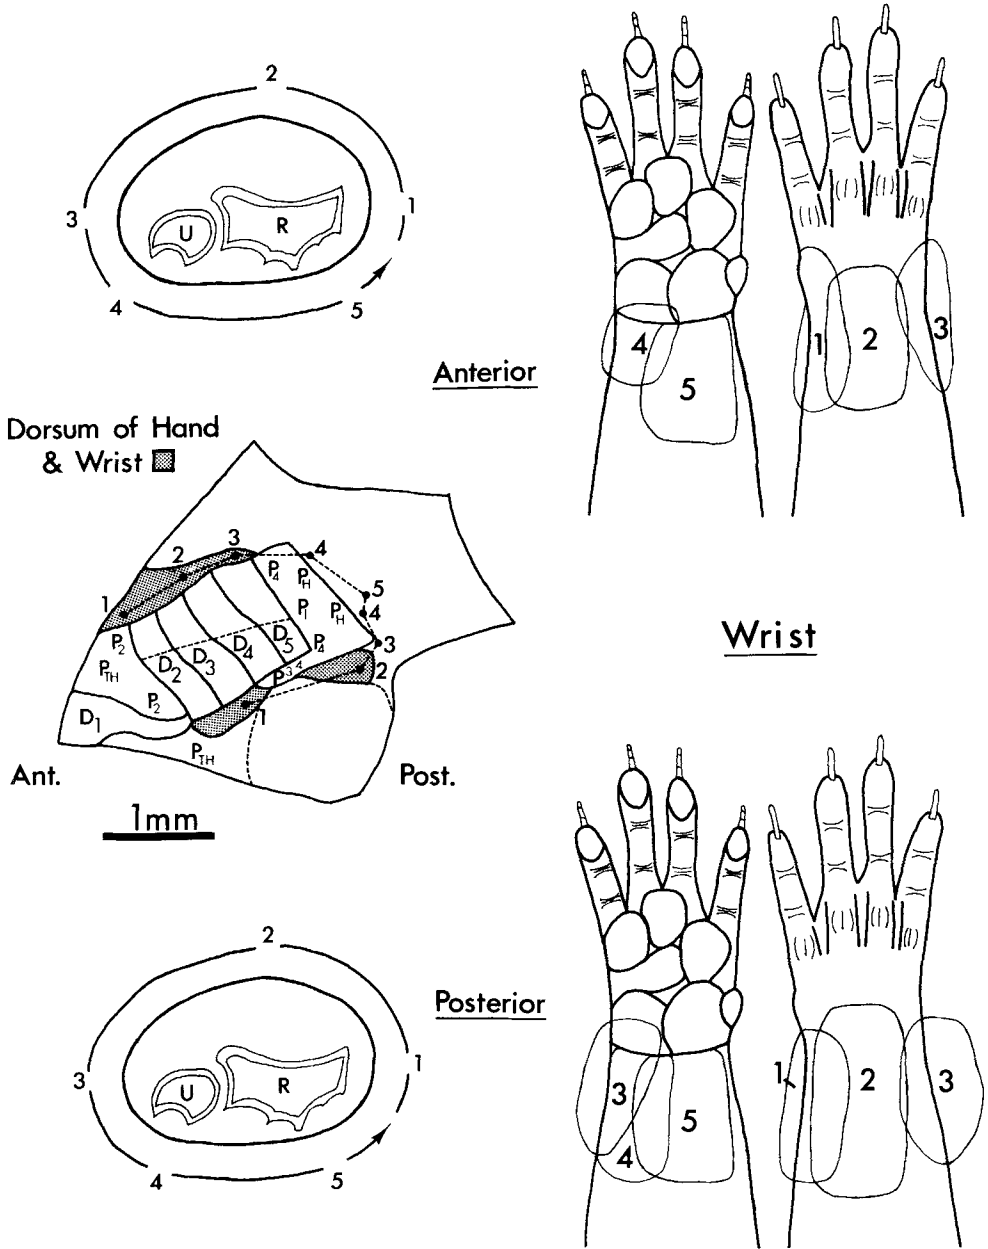 2
3
U
R
1
4
5
Anterior
4
5
1
2
3
Dorsum of Hand
& Wrist
3
4
2
P4
PH
5
1
P1
PH
4
P2
D5
P4
3
D4
D3
D2
2
PTH
P3 4
P2
1
D1
PTH
Ant.
Post.
1mm
Wrist
2
3
U
R
1
4
5
Posterior
3
4
5
1
2
3